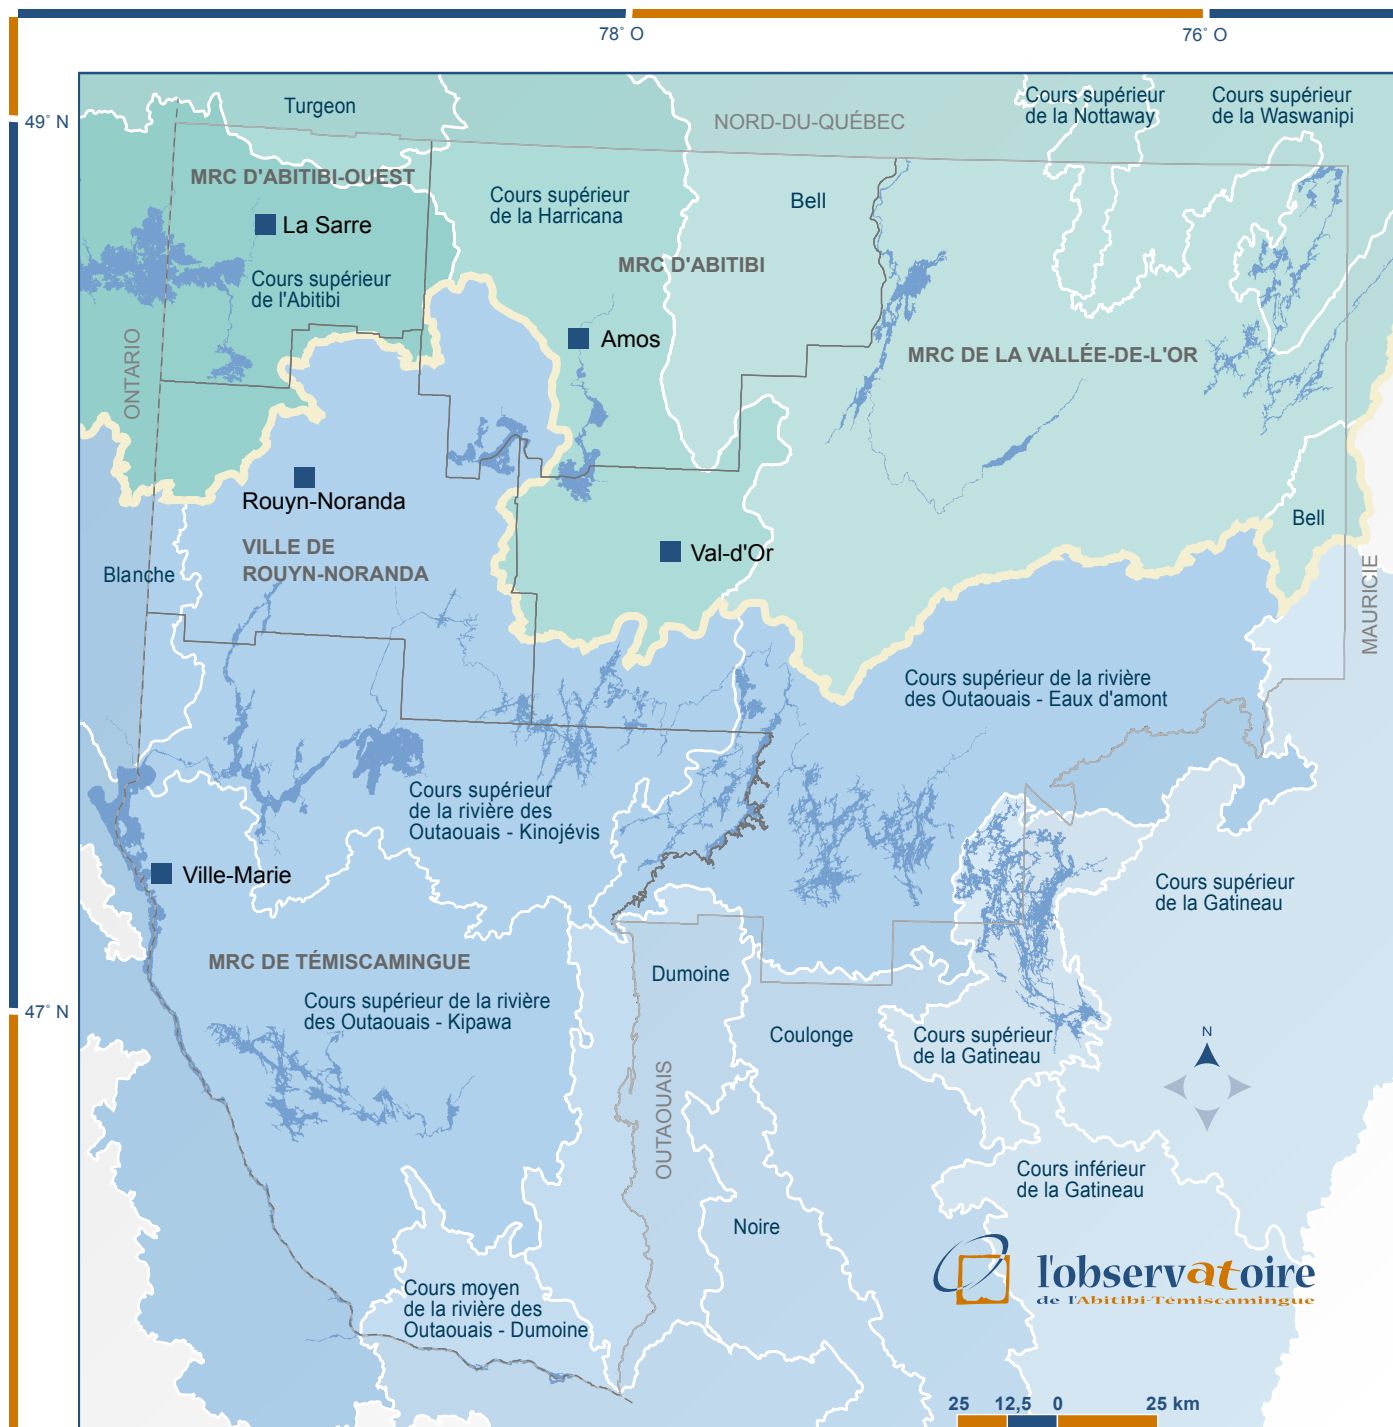 78° O
76° O
49° N
Turgeon
Cours supérieur
de la Nottaway
Cours supérieur
de la Waswanipi
NORD-DU-QUÉBEC
MRC D'ABITIBI-OUEST
Cours supérieur
de la Harricana
Bell
La Sarre
MRC D'ABITIBI
Cours supérieur
de l'Abitibi
ONTARIO
Amos
MRC DE LA VALLÉE-DE-L'OR
Rouyn-Noranda
Bell
VILLE DE
ROUYN-NORANDA
Val-d'Or
Blanche
MAURICIE
Cours supérieur de la rivière
des Outaouais - Eaux d'amont
Cours supérieur
de la rivière des
Outaouais - Kinojévis
Ville-Marie
Cours supérieur
de la Gatineau
MRC DE TÉMISCAMINGUE
Dumoine
Cours supérieur de la rivière
des Outaouais - Kipawa
47° N
Coulonge
Cours supérieur
de la Gatineau
N
OUTAOUAIS
Cours inférieur
de la Gatineau
Noire
Cours moyen
de la rivière des
Outaouais - Dumoine
l'observatoire
de l'Abitibi-Témiscamingue
25 12,5 0 25 km